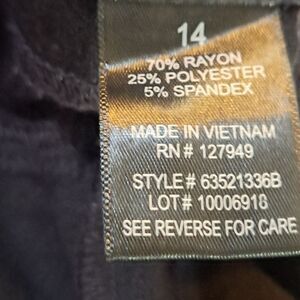 14
70% RAYON
25% POLYESTER
5% SPANDEX
MADE IN VIETNAM
RN# 127949
STYLE# 63521336B
LOT# 10006918
SEE REVERSE FOR CARE